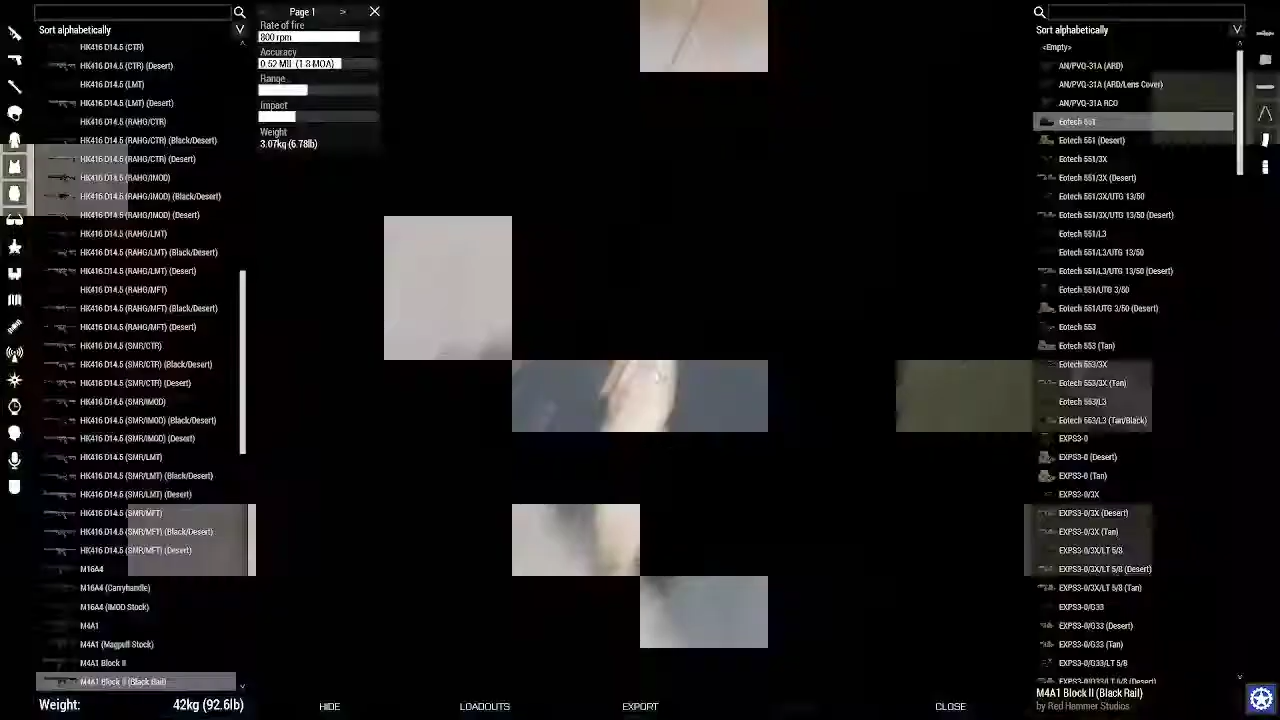 Sort alphabetically
HK416 D14.5 (CTR)
HK416 D14.5 (CTR) (Desert)
HK416 D14.5 (LMT)
HK416 D14.5 (LMT) (Desert)
HK416 D14.5 (RAHG/CTR)
HK416 D14.5 (RAHG/CTR) (Black/Desert)
HK416 D14.5 (RAHG/CTR) (Desert)
HK416 D14.5 (RAHG/IMOD)
HK416 D14.5 (RAHG/IMOD) (Black/Desert)
HK416 D14.5 (RAHG/IMOD) (Desert)
HK416 D14.5 (RAHG/LMT)
HK416 D14.5 (RAHG/LMT) (Black/Desert)
HK416 D14.5 (RAHG/LMT) (Desert)
HK416 D14.5 (RAHG/MFT)
HK416 D14.5 (RAHG/MFT) (Black/Desert)
HK416 D14.5 (RAHG/MFT) (Desert)
HK416 D14.5 (SMR/CTR)
HK416 D14.5 (SMR/CTR) (Black/Desert)
HK416 D14.5 (SMR/CTR) (Desert)
HK416 D14.5 (SMR/IMOD)
HK416 D14.5 (SMR/IMOD) (Black/Desert)
HK416 D14.5 (SMR/IMOD) (Desert)
HK416 D14.5 (SMR/LMT)
HK416 D14.5 (SMR/LMT) (Black/Desert)
HK416 D14.5 (SMR/LMT) (Desert)
HK416 D14.5 (SMR/MFT)
HK416 D14.5 (SMR/MFT) (Black/Desert)
HK416 D14.5 (SMR/MFT) (Desert)
M16A4
M16A4 (Carryhandle)
M16A4 (IMOD Stock)
M4A1
M4A1 (Magpull Stock)
M4A1 Block II
M4A1 Block II (Black Rail)
Weight: 42kg (92.6lb)
Page 1 >
Rate of fire
800 rpm
Accuracy
0.52 MIL (1.8 MOA)
Range
Impact
Weight
3.07kg (6.78lb)
HIDE LOADOUTS EXPORT CLOSE
Sort alphabetically
<Empty>
AN/PVQ-31A (ARD)
AN/PVQ-31A (ARD/Lens Cover)
AN/PVQ-31A RCO
Eotech 551
Eotech 551 (Desert)
Eotech 551/3X
Eotech 551/3X (Desert)
Eotech 551/3X/UTG 13/50
Eotech 551/3X/UTG 13/50 (Desert)
Eotech 551/L3
Eotech 551/L3/UTG 13/50
Eotech 551/L3/UTG 13/50 (Desert)
Eotech 551/UTG 3/50
Eotech 551/UTG 3/50 (Desert)
Eotech 553
Eotech 553 (Tan)
Eotech 553/3X
Eotech 553/3X (Tan)
Eotech 553/L3
Eotech 553/L3 (Tan/Black)
EXPS3-0
EXPS3-0 (Desert)
EXPS3-0 (Tan)
EXPS3-0/3X
EXPS3-0/3X (Desert)
EXPS3-0/3X (Tan)
EXPS3-0/3X/LT 5/8
EXPS3-0/3X/LT 5/8 (Desert)
EXPS3-0/3X/LT 5/8 (Tan)
EXPS3-0/G33
EXPS3-0/G33 (Desert)
EXPS3-0/G33 (Tan)
EXPS3-0/G33/LT 5/8
EXPS3-0/G33/LT 5/8 (Desert)
M4A1 Block II (Black Rail)
by Red Hammer Studios